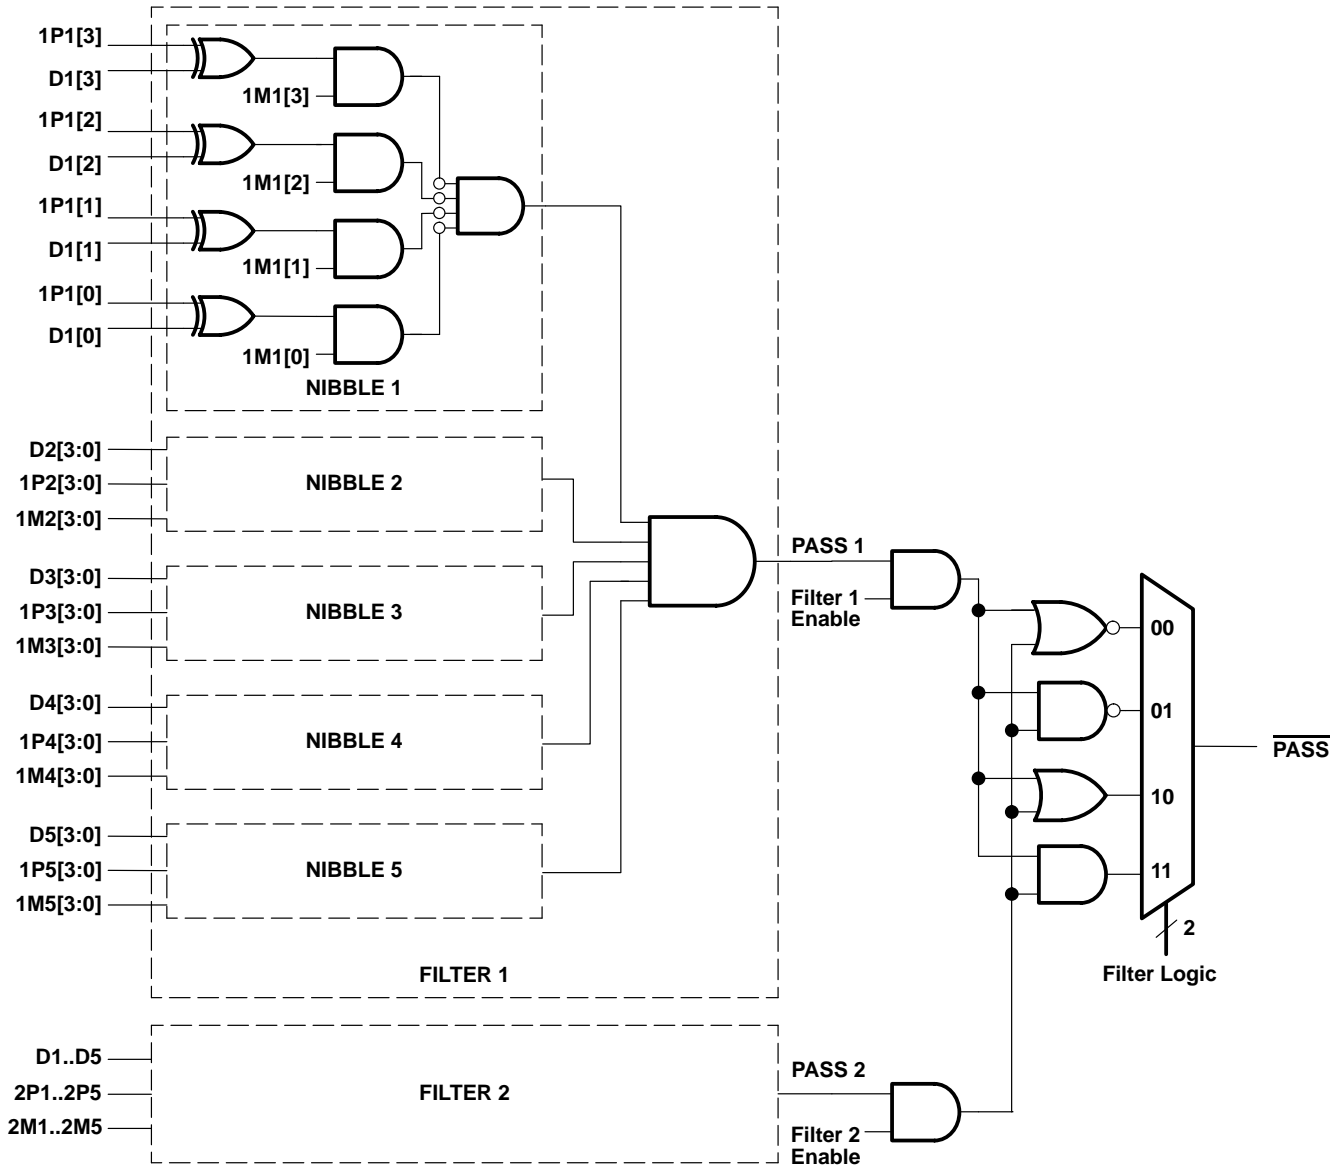 1P1[3]
D1[3]
1M1[3]
1P1[2]
D1[2]
1M1[2]
1P1[1]
D1[1]
1M1[1]
1P1[0]
D1[0]
1M1[0]
NIBBLE 1
D2[3:0]
1P2[3:0]
1M2[3:0]
NIBBLE 2
D3[3:0]
1P3[3:0]
1M3[3:0]
NIBBLE 3
D4[3:0]
1P4[3:0]
1M4[3:0]
NIBBLE 4
D5[3:0]
1P5[3:0]
1M5[3:0]
NIBBLE 5
FILTER 1
PASS 1
Filter 1
Enable
00
01
10
11
PASS
2
Filter Logic
D1..D5
2P1..2P5
2M1..2M5
FILTER 2
PASS 2
Filter 2
Enable